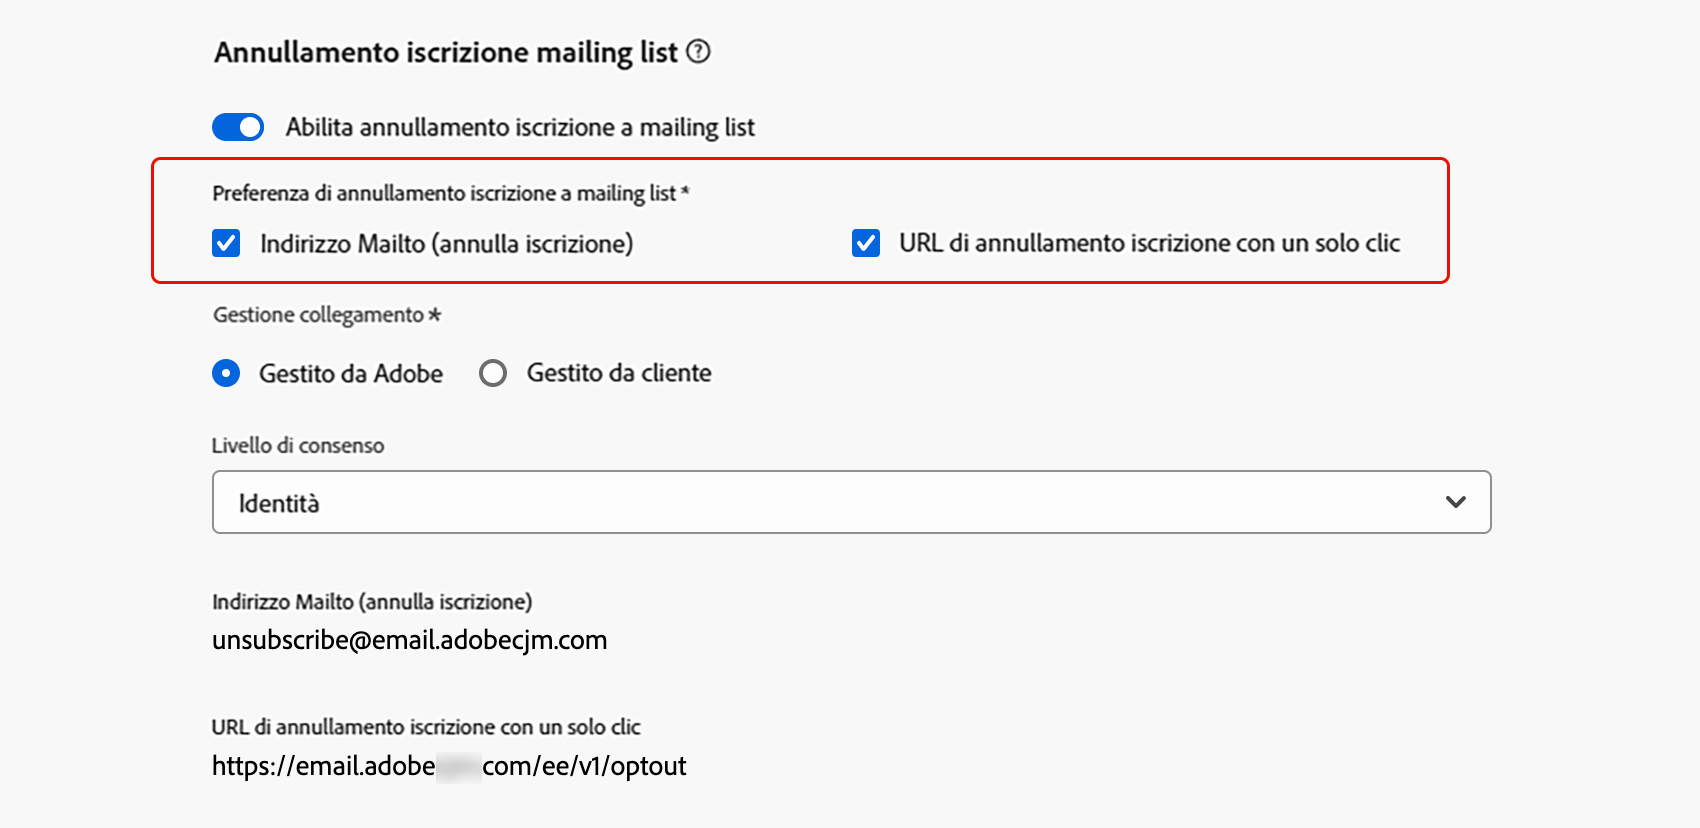 Annullamento iscrizione mailing list ?
Abilita annullamento iscrizione a mailing list
Preferenza di annullamento iscrizione a mailing list *
Indirizzo Mailto (annulla iscrizione) URL di annullamento iscrizione con un solo clic
Gestione collegamento *
Gestito da Adobe Gestito da cliente
Livello di consenso
Identità
Indirizzo Mailto (annulla iscrizione)
unsubscribe@email.adobecjm.com
URL di annullamento iscrizione con un solo clic
https://email.adobe com/ee/v1/optout